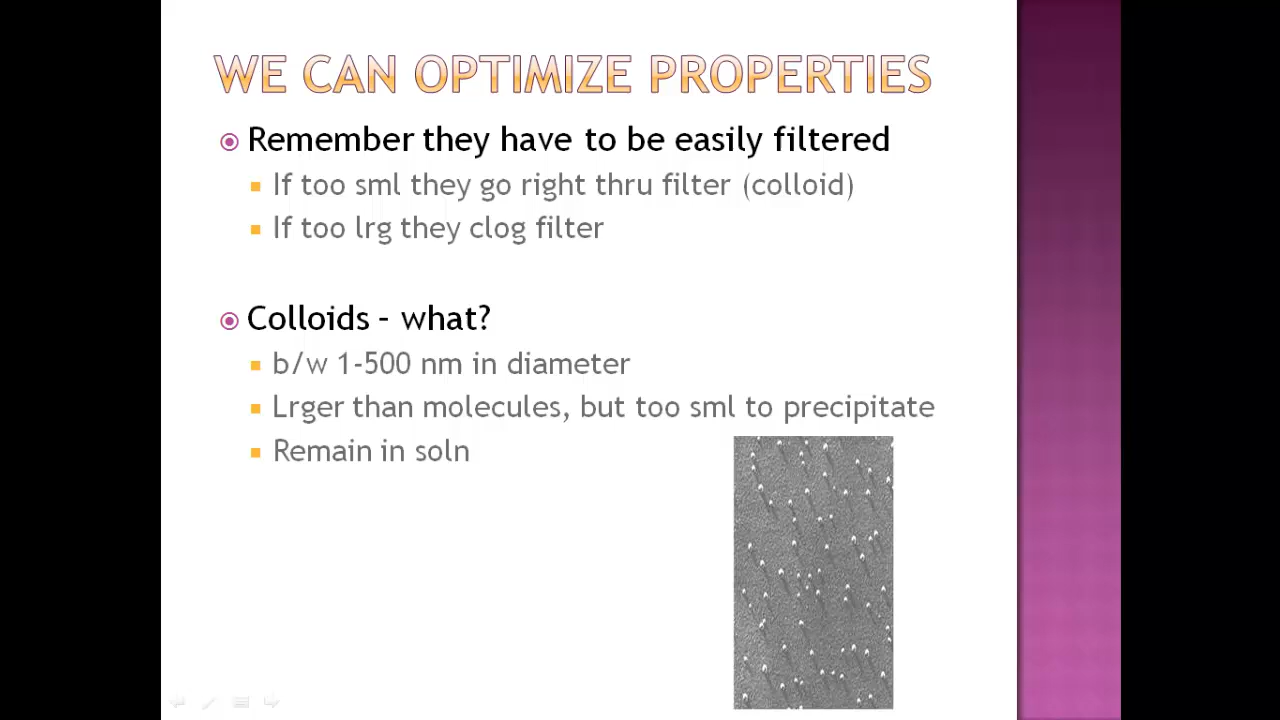 WE CAN OPTIMIZE PROPERTIES
Remember they have to be easily filtered
If too sml they go right thru filter (colloid)
If too lrg they clog filter
Colloids – what?
b/w 1-500 nm in diameter
Lrger than molecules, but too sml to precipitate
Remain in soln